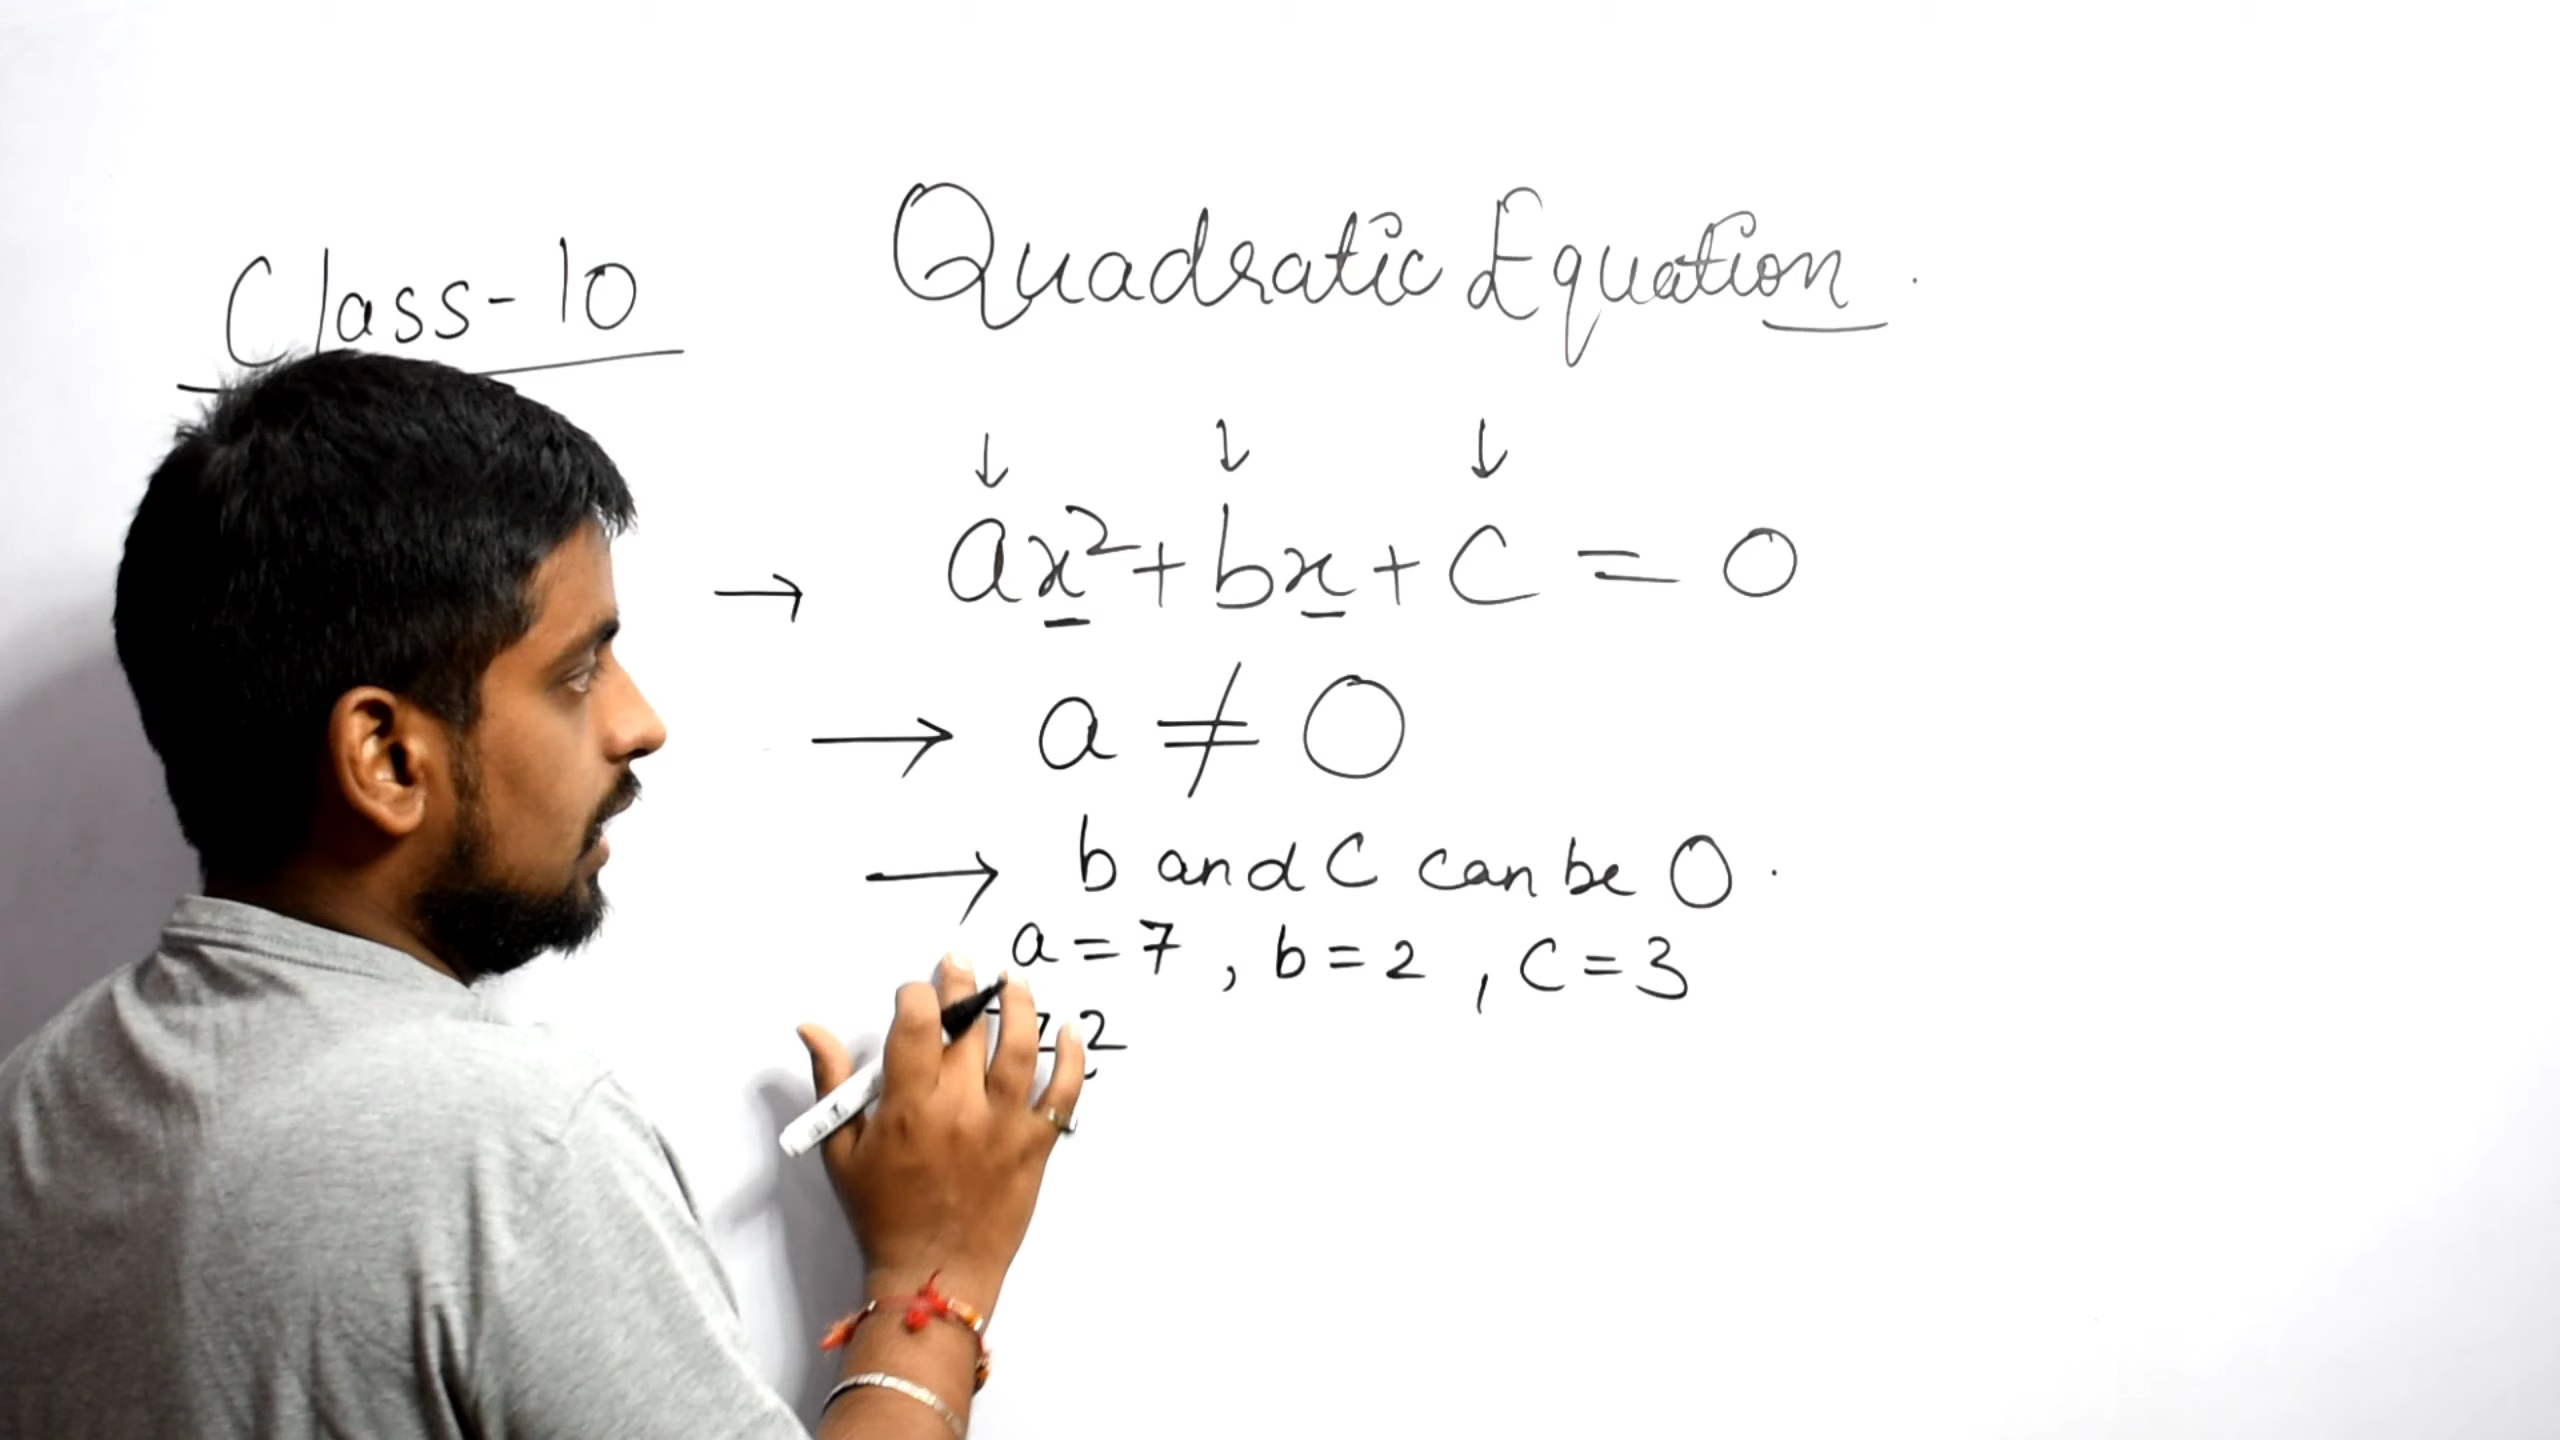 Class-10
Quadratic Equation.
↓ ↓ ↓
→ ax²+bx+c = 0
→ a ≠ 0
→ b and c can be 0.
a = 7, b = 2, c = 3